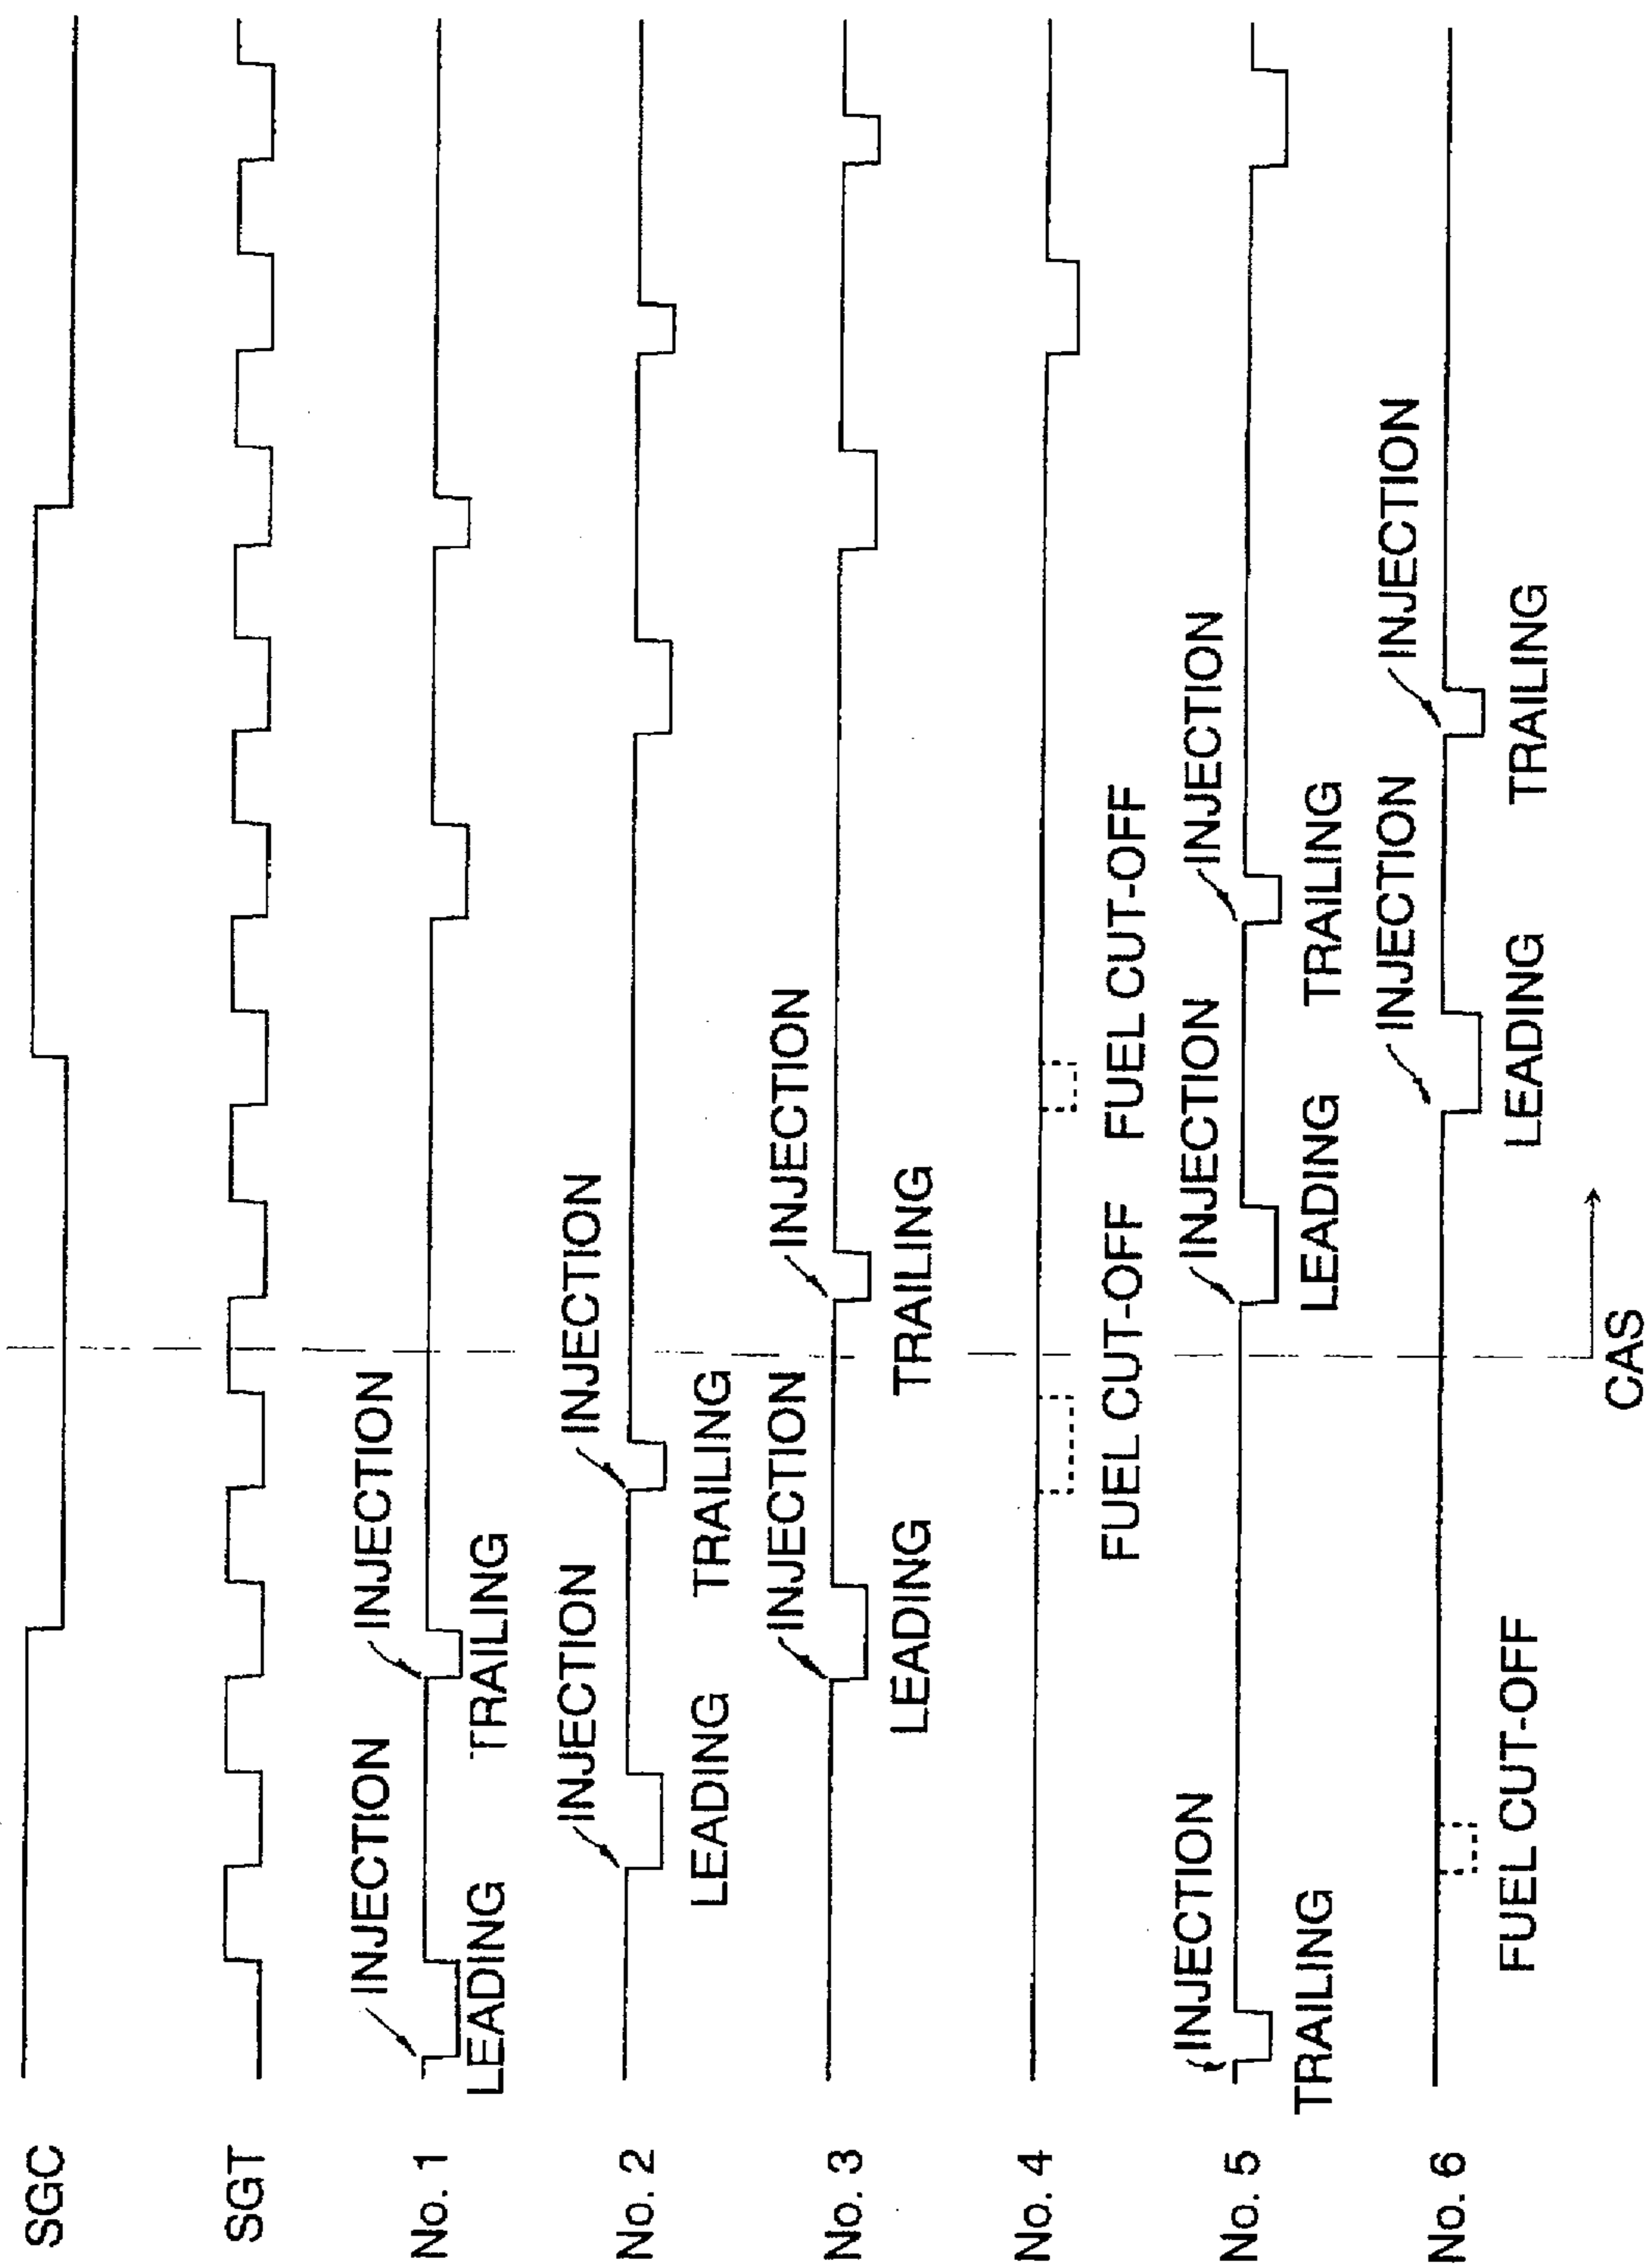 SGC
SGT
No. 1
INJECTION
INJECTION
LEADING
TRAILING
No. 2
INJECTION
INJECTION
LEADING
TRAILING
No. 3
INJECTION
INJECTION
LEADING
TRAILING
No. 4
FUEL CUT-OFF
FUEL CUT-OFF
No. 5
INJECTION
INJECTION
INJECTION
TRAILING
LEADING
TRAILING
No. 6
INJECTION
INJECTION
FUEL CUT-OFF
LEADING
TRAILING
CAS